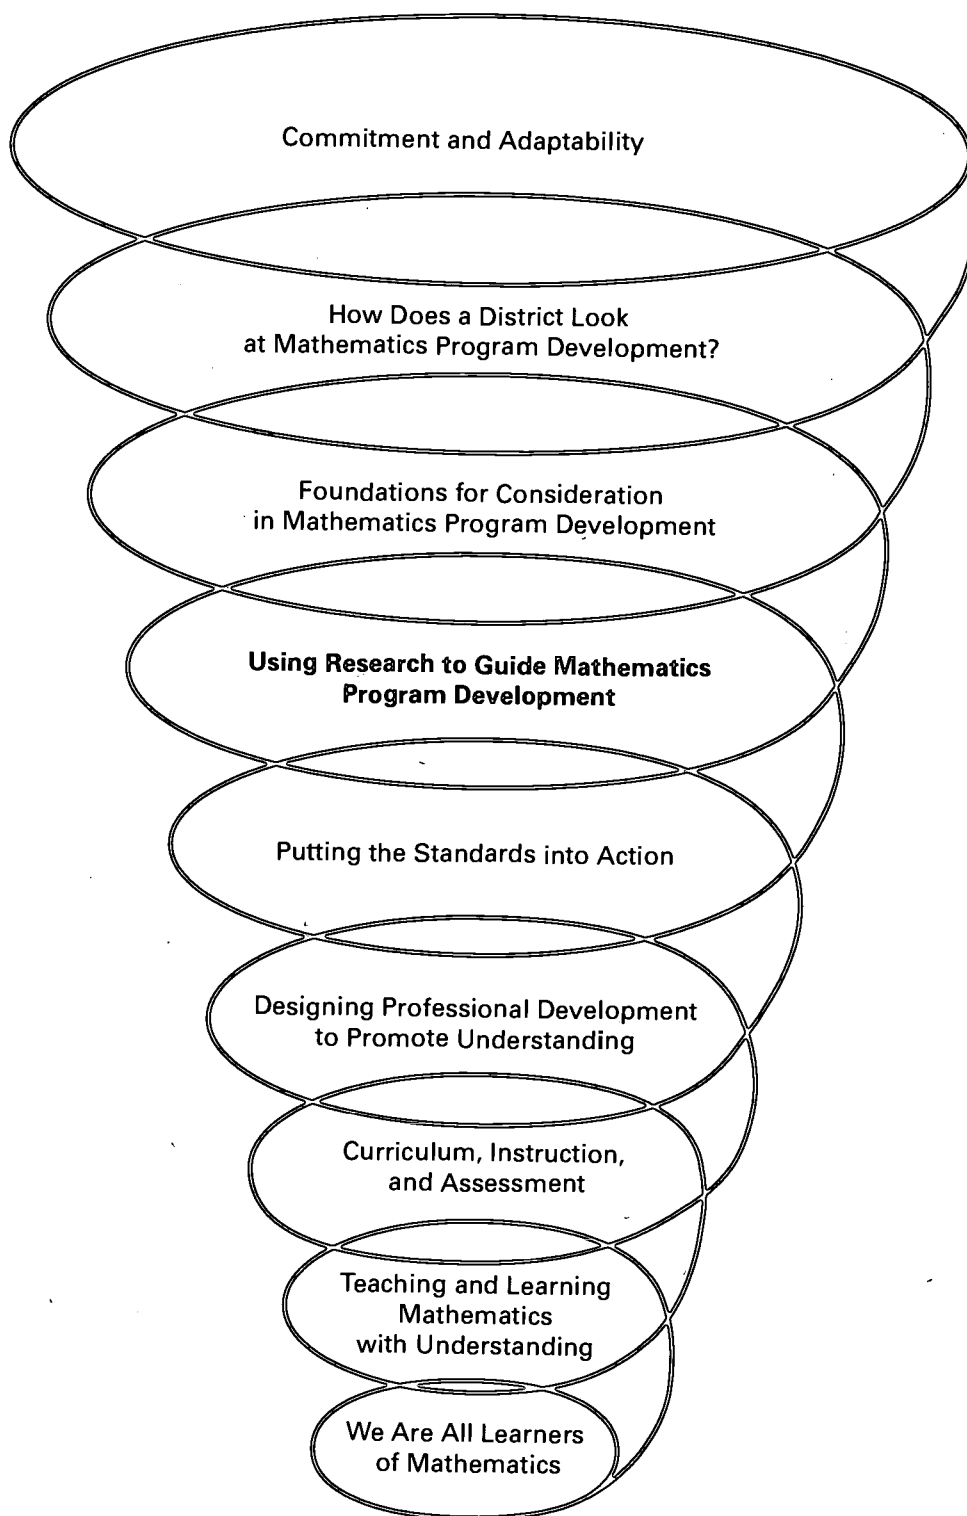 Commitment and Adaptability
How Does a District Look
at Mathematics Program Development?
Foundations for Consideration
in Mathematics Program Development
Using Research to Guide Mathematics
Program Development
Putting the Standards into Action
Designing Professional Development
to Promote Understanding
Curriculum, Instruction,
and Assessment
Teaching and Learning
Mathematics
with Understanding
We Are All Learners
of Mathematics